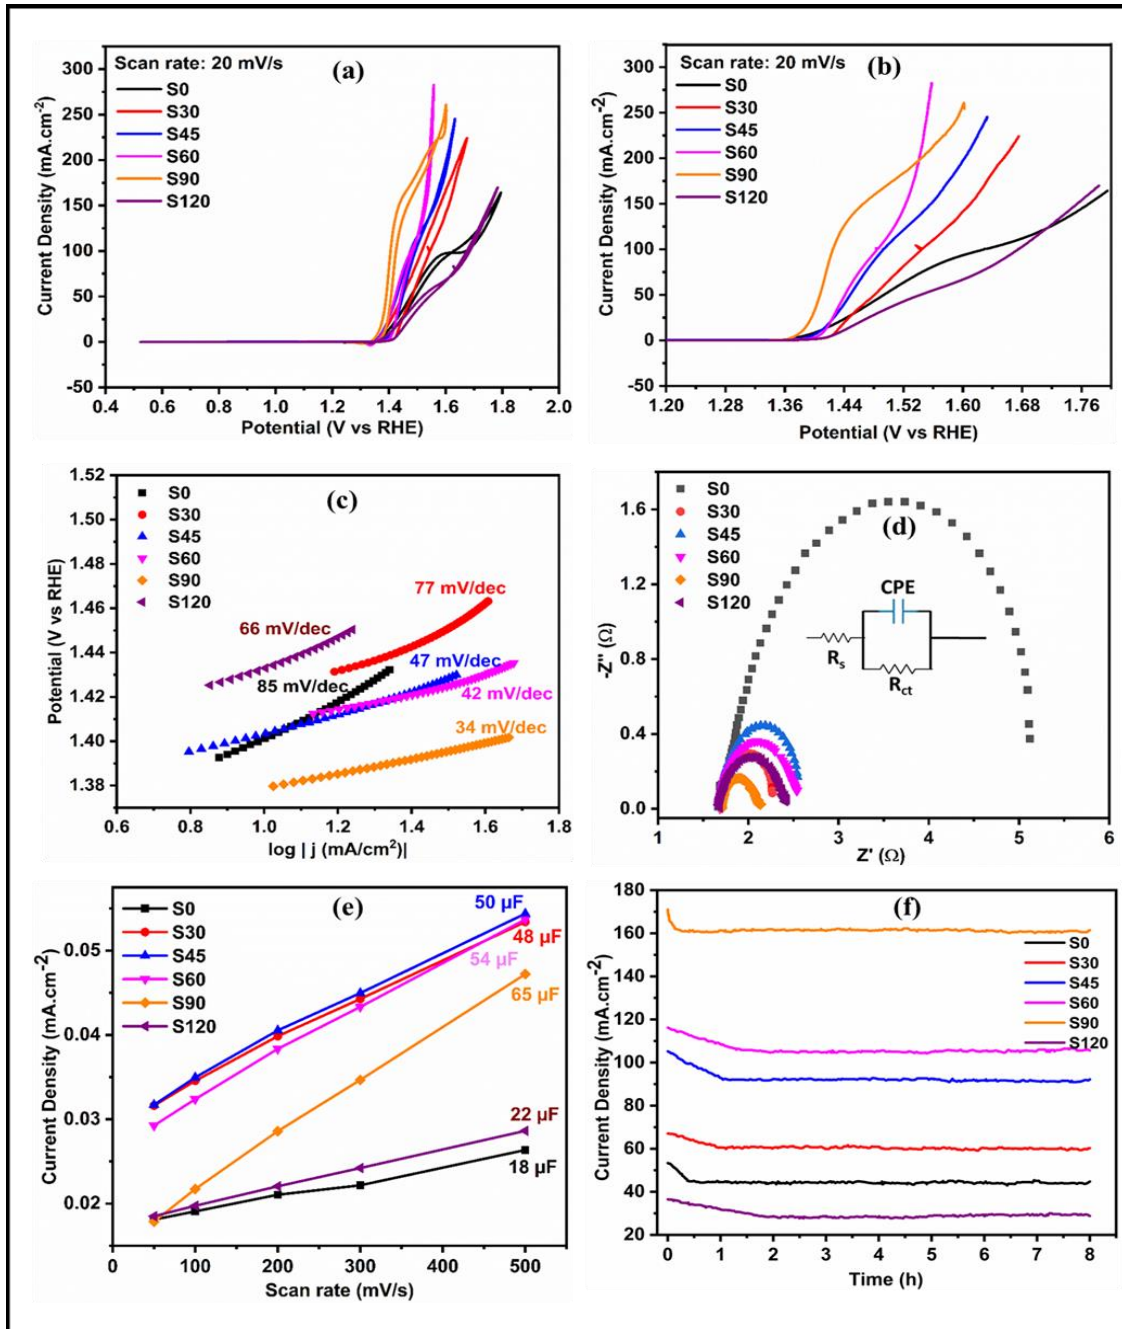 Scan rate: 20 mV/s
(a)
S0
S30
S45
S60
S90
S120
300
250
200
150
100
50
0
-50
0.4 0.6 0.8 1.0 1.2 1.4 1.6 1.8 2.0
Current Density (mA.cm-2)
Potential (V vs RHE)
Scan rate: 20 mV/s
(b)
S0
S30
S45
S60
S90
S120
300
250
200
150
100
50
0
-50
1.20 1.28 1.36 1.44 1.52 1.60 1.68 1.76
Current Density (mA.cm-2)
Potential (V vs RHE)
(c)
S0
S30
S45
S60
S90
S120
77 mV/dec
66 mV/dec
47 mV/dec
85 mV/dec
42 mV/dec
34 mV/dec
1.52
1.50
1.48
1.46
1.44
1.42
1.40
1.38
0.6 0.8 1.0 1.2 1.4 1.6 1.8
Potential (V vs RHE)
log | j (mA/cm²)|
(d)
S0
S30
S45
S60
S90
S120
CPE
Rs
Rct
1.6
1.2
0.8
0.4
0.0
1 2 3 4 5 6
-Z'' (Ω)
Z' (Ω)
(e)
S0
S30
S45
S60
S90
S120
50 µF
48 µF
54 µF
65 µF
22 µF
18 µF
0.05
0.04
0.03
0.02
0 100 200 300 400 500
Current Density (mA.cm-2)
Scan rate (mV/s)
(f)
S0
S30
S45
S60
S90
S120
180
160
140
120
100
80
60
40
20
0 1 2 3 4 5 6 7 8
Current Density (mA.cm-2)
Time (h)